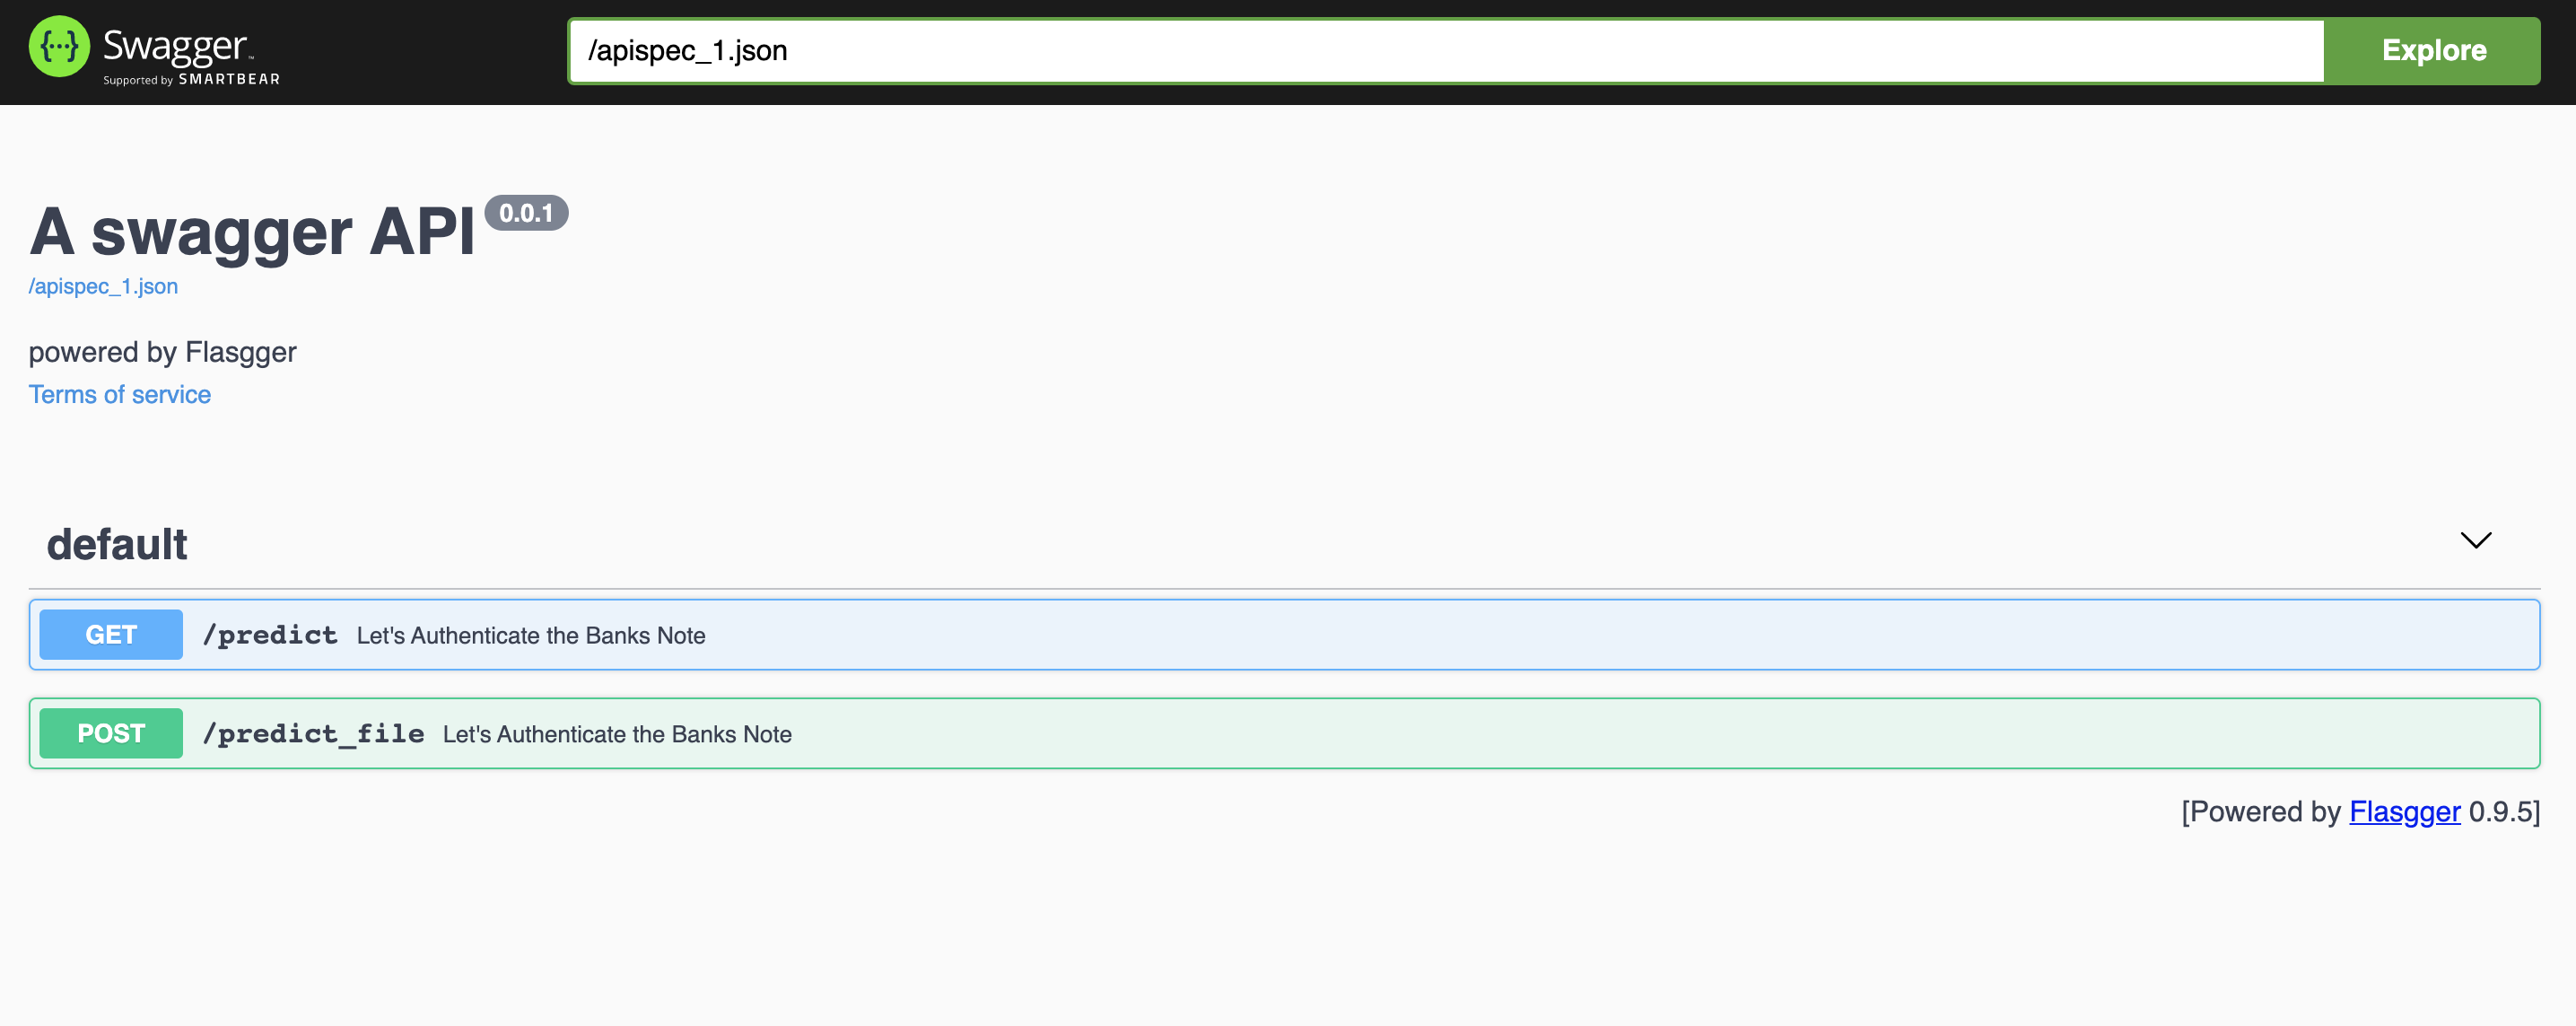 Swagger™
Supported by SMARTBEAR
/apispec_1.json
Explore
A swagger API 0.0.1
/apispec_1.json
powered by Flasgger
Terms of service
default
GET /predict Let's Authenticate the Banks Note
POST /predict_file Let's Authenticate the Banks Note
[Powered by Flasgger 0.9.5]